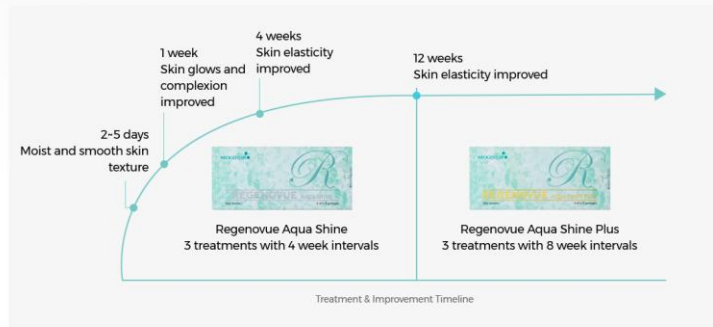 4 weeks
Skin elasticity
improved
1 week
Skin glows and
complexion
improved
12 weeks
Skin elasticity improved
2~5 days
Moist and smooth skin
texture
R
REGENOVUE
R
REGENOVUE
Regenovue Aqua Shine
3 treatments with 4 week intervals
Regenovue Aqua Shine Plus
3 treatments with 8 week intervals
Treatment & Improvement Timeline